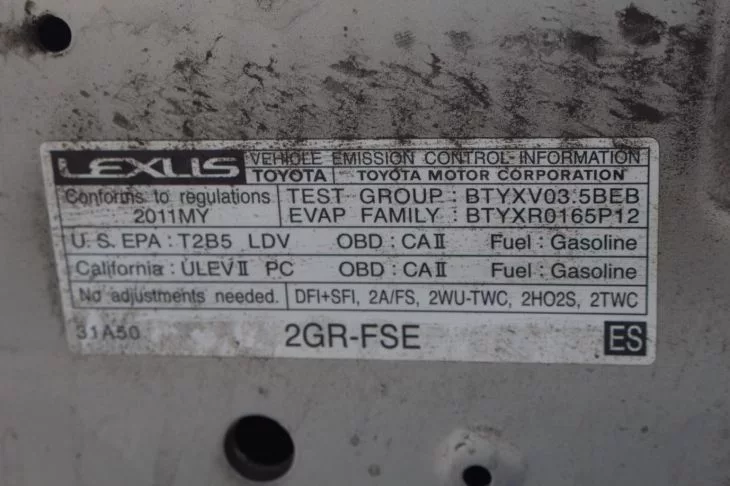 LEXUS VEHICLE EMISSION CONTROL INFORMATION
TOYOTA TOYOTA MOTOR CORPORATION
Conforms to regulations TEST GROUP : BTYXV03.5BEB
2011MY EVAP FAMILY : BTYXR0165P12
U.S. EPA : T2B5 LDV OBD : CAⅡ Fuel : Gasoline
California : ULEVⅡ PC OBD : CAⅡ Fuel : Gasoline
No adjustments needed. DFI+SFI, 2A/FS, 2WU-TWC, 2HO2S, 2TWC
31A50 2GR-FSE ES